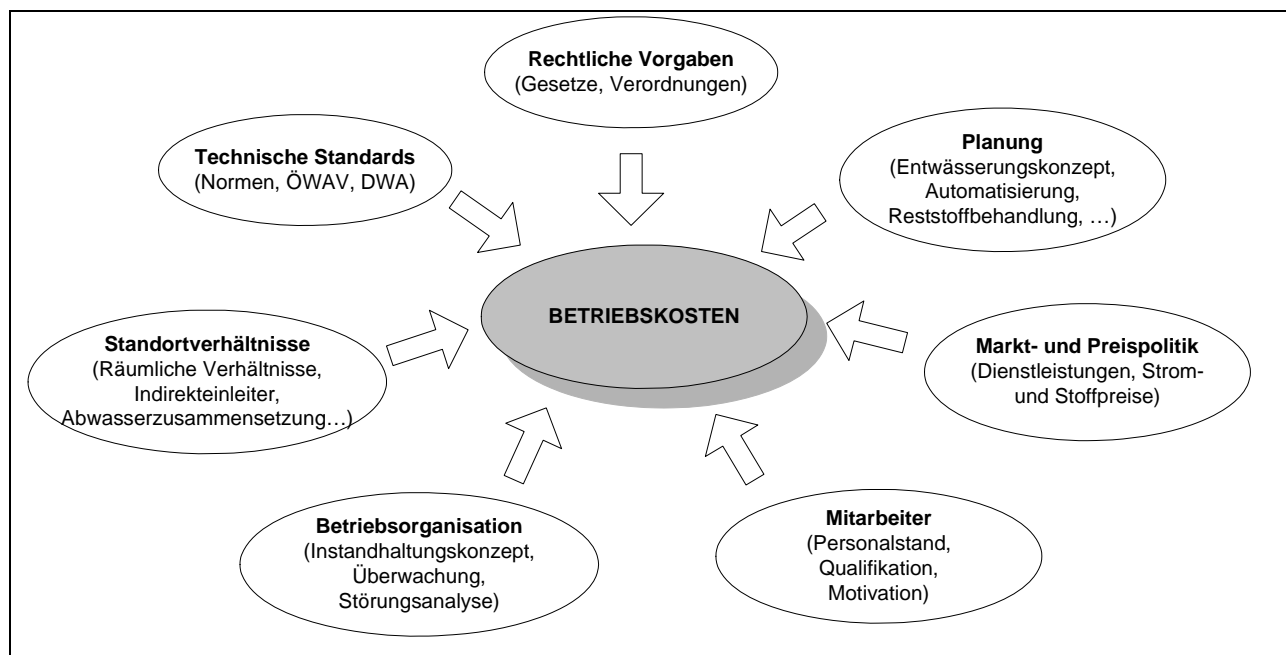 Rechtliche Vorgaben
(Gesetze, Verordnungen)
Technische Standards
(Normen, ÖWAV, DWA)
Planung
(Entwässerungskonzept,
Automatisierung,
Reststoffbehandlung, …)
BETRIEBSKOSTEN
Standortverhältnisse
(Räumliche Verhältnisse,
Indirekteinleiter,
Abwasserzusammensetzung…)
Markt- und Preispolitik
(Dienstleistungen, Strom-
und Stoffpreise)
Betriebsorganisation
(Instandhaltungskonzept,
Überwachung,
Störungsanalyse)
Mitarbeiter
(Personalstand,
Qualifikation,
Motivation)